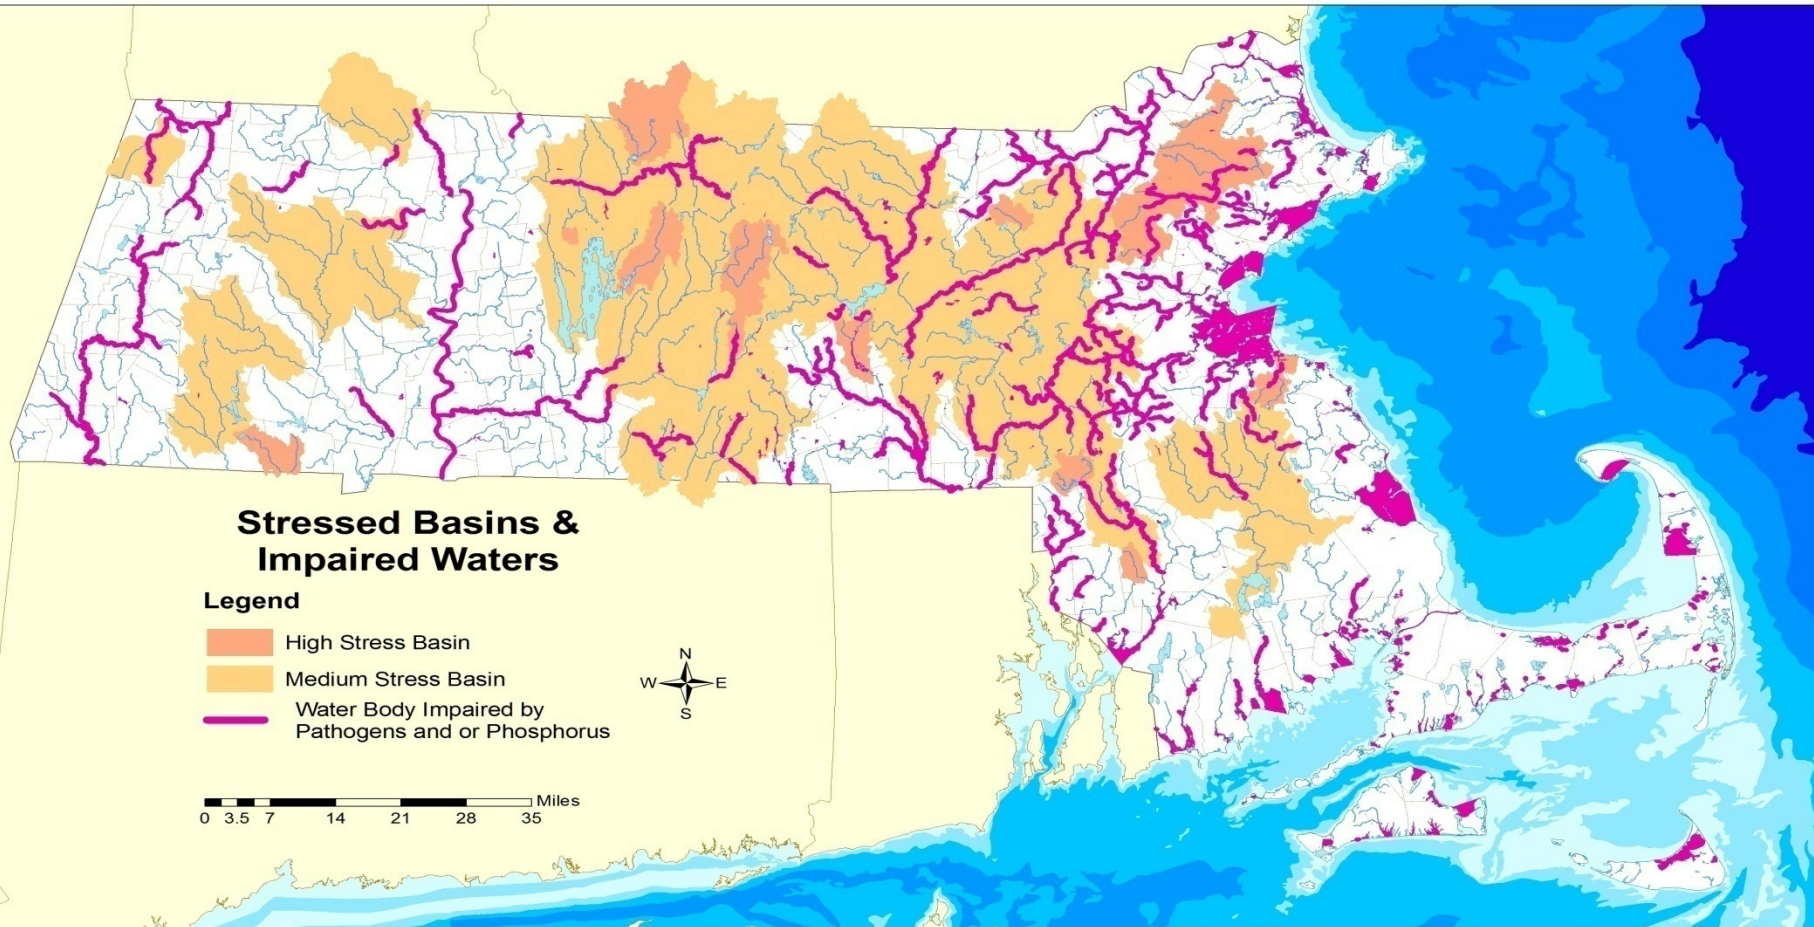 Stressed Basins &
Impaired Waters
Legend
High Stress Basin
Medium Stress Basin
Water Body Impaired by
Pathogens and or Phosphorus
N
W E
S
Miles
0 3.5 7 14 21 28 35